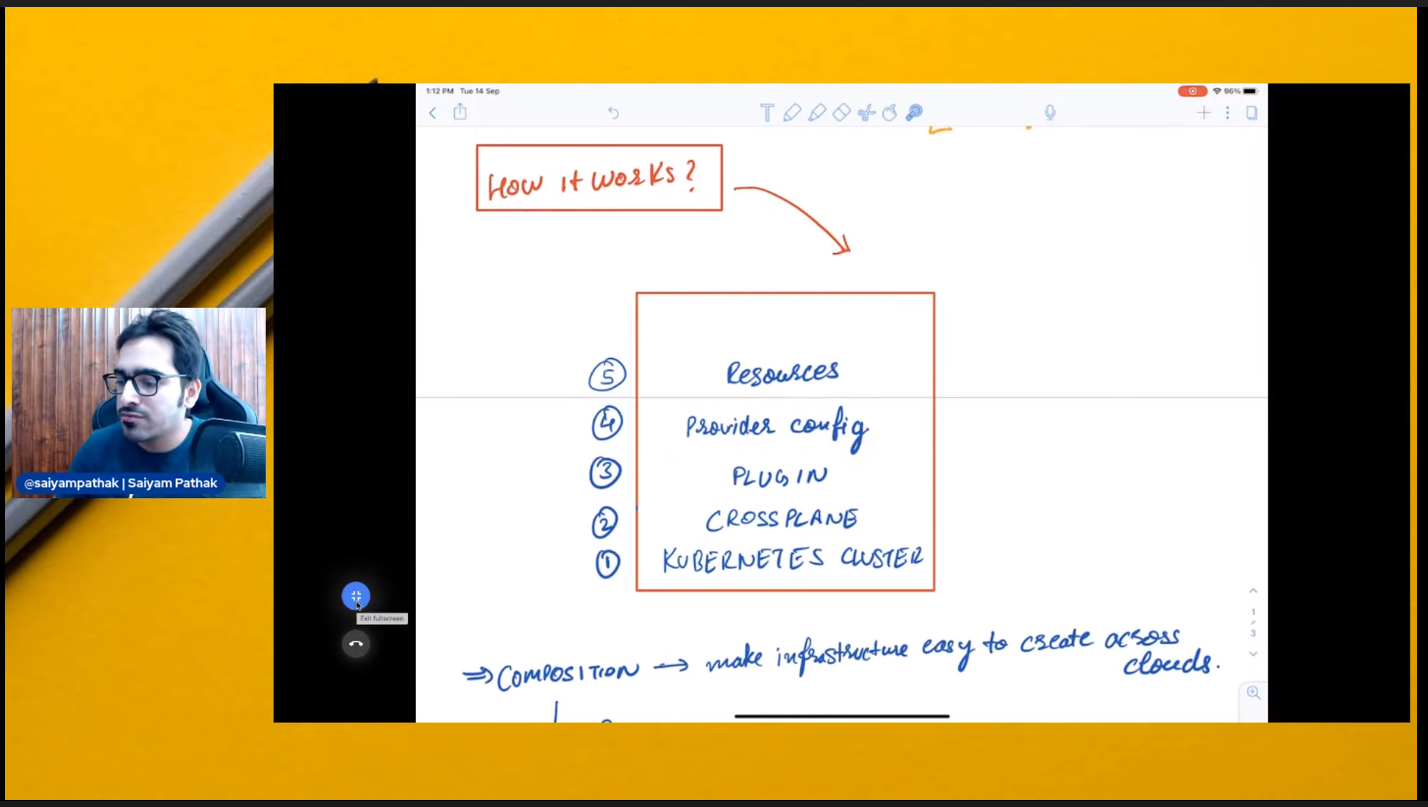 1:12 PM Tue 14 Sep
96%
T
How it works?
5 Resources
4 Provider config
3 PLUGIN
2 CROSSPLANE
1 KUBERNETES CLUSTER
@saiyampathak | Saiyam Pathak
Exit fullscreen
1
/
3
⇒ COMPOSITION → make infrastructure easy to create across
clouds.